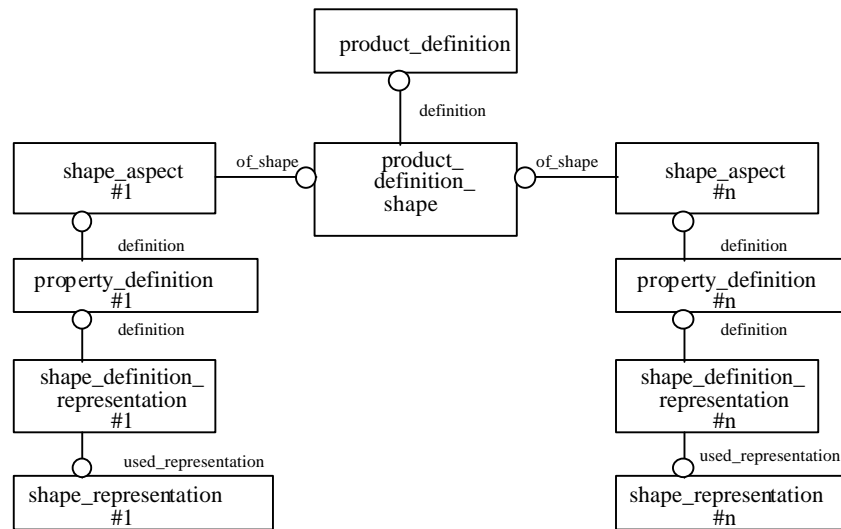 product_definition
definition
of_shape
product_
definition_
shape
of_shape
shape_aspect
#1
shape_aspect
#n
definition
definition
property_definition
#1
property_definition
#n
definition
definition
shape_definition_
representation
#1
shape_definition_
representation
#n
used_representation
used_representation
shape_representation
#1
shape_representation
#n